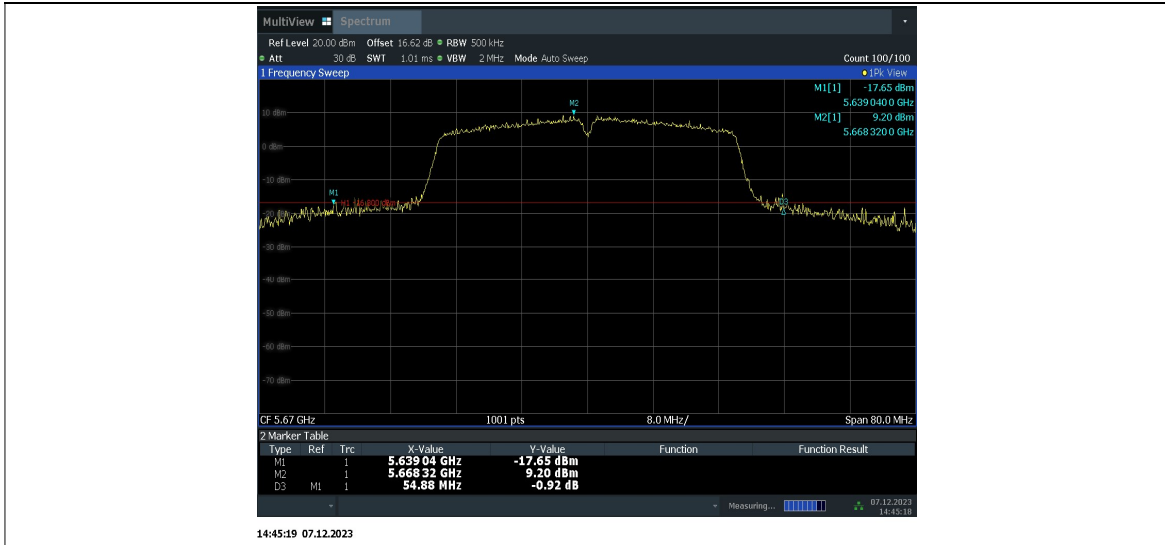 MultiView Spectrum
Ref Level 20.00 dBm Offset 16.62 dB RBW 500 kHz
Att 30 dB SWT 1.01 ms VBW 2 MHz Mode Auto Sweep Count 100/100
1 Frequency Sweep 1Pk View
M1[1] -17.65 dBm
5.639 040 0 GHz
M2[1] 9.20 dBm
5.668 320 0 GHz
M2
10 dBm
0 dBm
-10 dBm
M1
D3
-20 dBm
-30 dBm
-40 dBm
-50 dBm
-60 dBm
-70 dBm
CF 5.67 GHz 1001 pts 8.0 MHz/ Span 80.0 MHz
2 Marker Table
Type Ref Trc X-Value Y-Value Function Function Result
M1 1 5.639 04 GHz -17.65 dBm
M2 1 5.668 32 GHz 9.20 dBm
D3 M1 1 54.88 MHz -0.92 dB
Measuring... 07.12.2023
14:45:18
14:45:19 07.12.2023